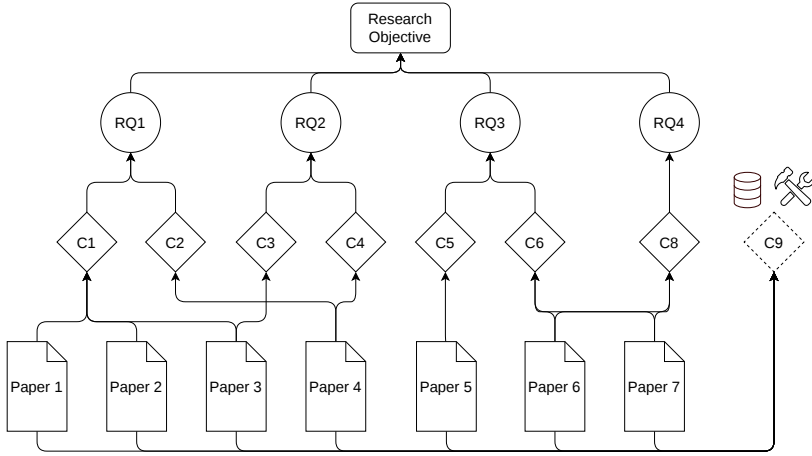 Research
Objective
RQ1
RQ2
RQ3
RQ4
C1
C2
C3
C4
C5
C6
C8
C9
Paper 1
Paper 2
Paper 3
Paper 4
Paper 5
Paper 6
Paper 7